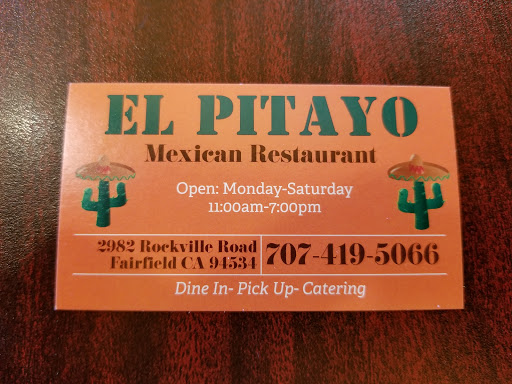 EL PITAYO
Mexican Restaurant
Open: Monday-Saturday
11:00am-7:00pm
2982 Rockville Road
Fairfield CA 94534
707-419-5066
Dine In- Pick Up- Catering